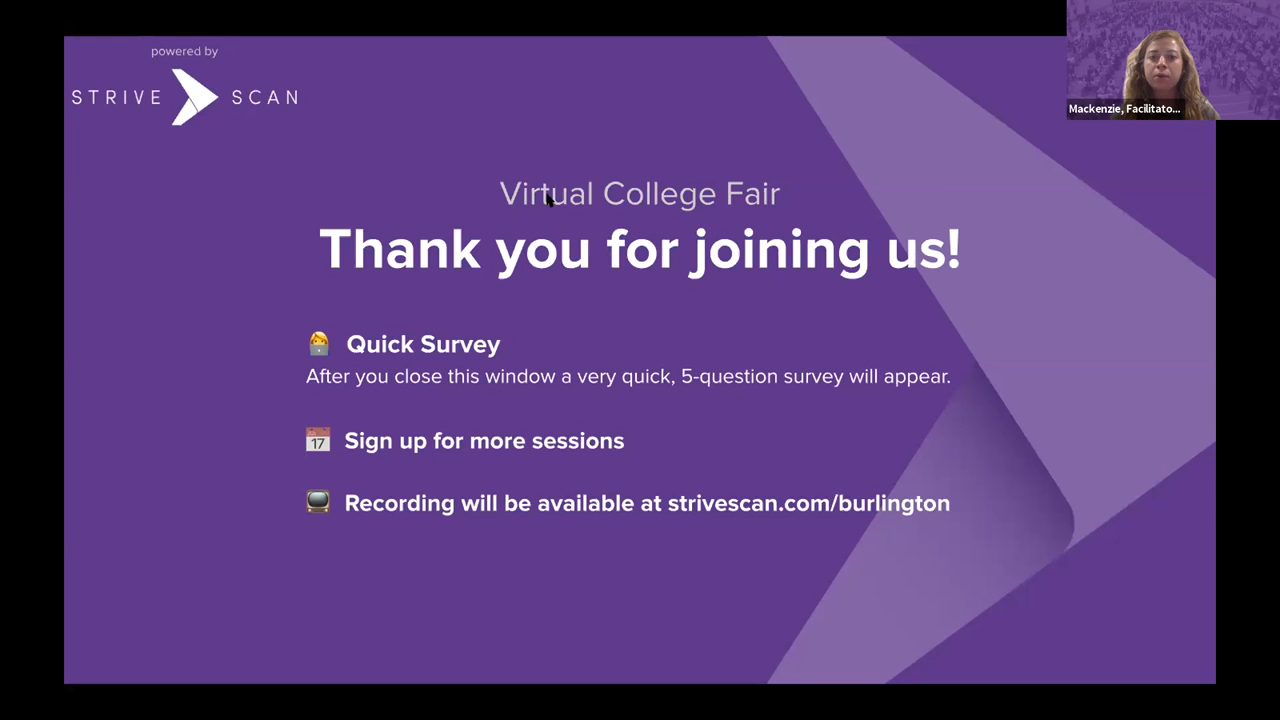 powered by
STRIVE SCAN
Mackenzie, Facilitato...
Virtual College Fair
Thank you for joining us!
Quick Survey
After you close this window a very quick, 5-question survey will appear.
17
Sign up for more sessions
Recording will be available at strivescan.com/burlington